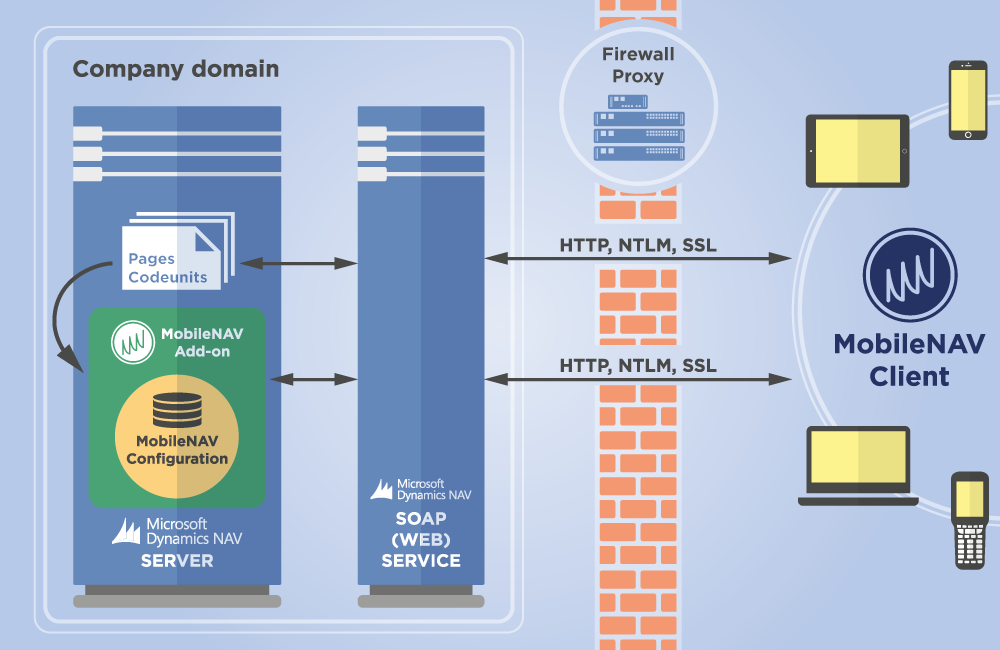 Company domain
Pages
Codeunits
MobileNAV
Add-on
MobileNAV
Configuration
Microsoft
Dynamics NAV
SERVER
Microsoft
Dynamics NAV
SOAP
(WEB)
SERVICE
Firewall
Proxy
HTTP, NTLM, SSL
HTTP, NTLM, SSL
MobileNAV
Client